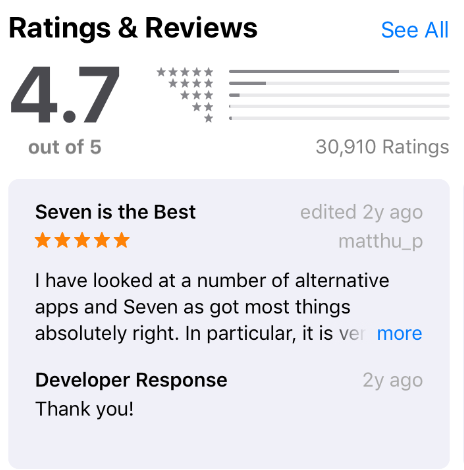 Ratings & Reviews See All
4.7
out of 5 30,910 Ratings
Seven is the Best edited 2y ago
matthu_p
I have looked at a number of alternative
apps and Seven as got most things
absolutely right. In particular, it is more
Developer Response 2y ago
Thank you!